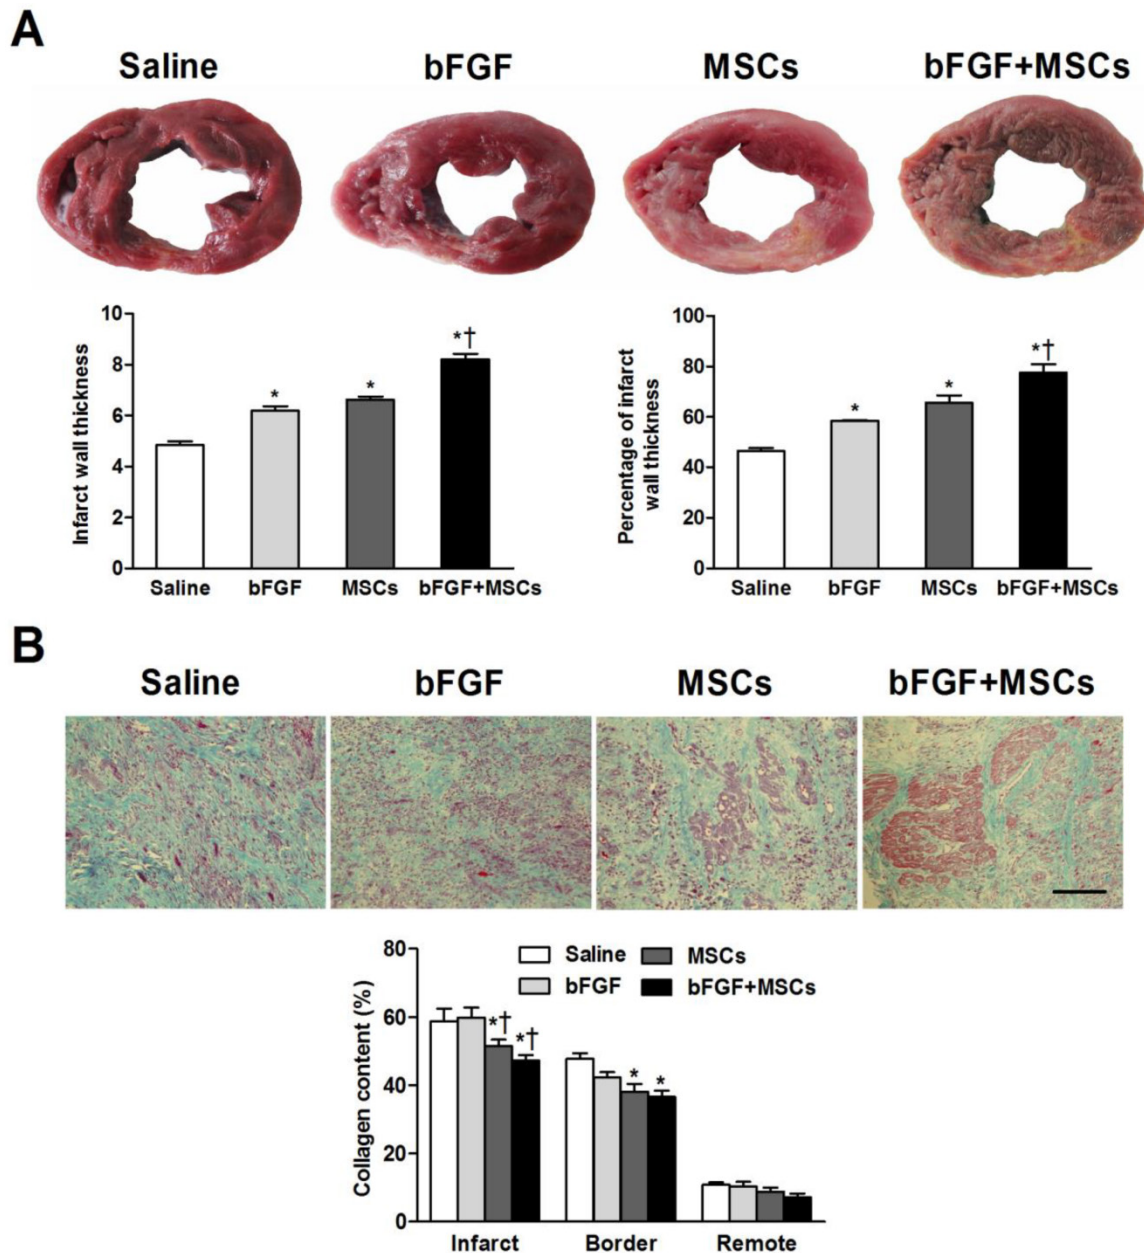 A
Saline bFGF MSCs bFGF+MSCs
Infarct wall thickness
10
8
6
4
2
0
* * *†
Saline bFGF MSCs bFGF+MSCs
Percentage of infarct
wall thickness
100
80
60
40
20
0
* * *†
Saline bFGF MSCs bFGF+MSCs
B
Saline bFGF MSCs bFGF+MSCs
Collagen content (%)
80
60
40
20
0
Saline MSCs
bFGF bFGF+MSCs
*† *† * *
Infarct Border Remote